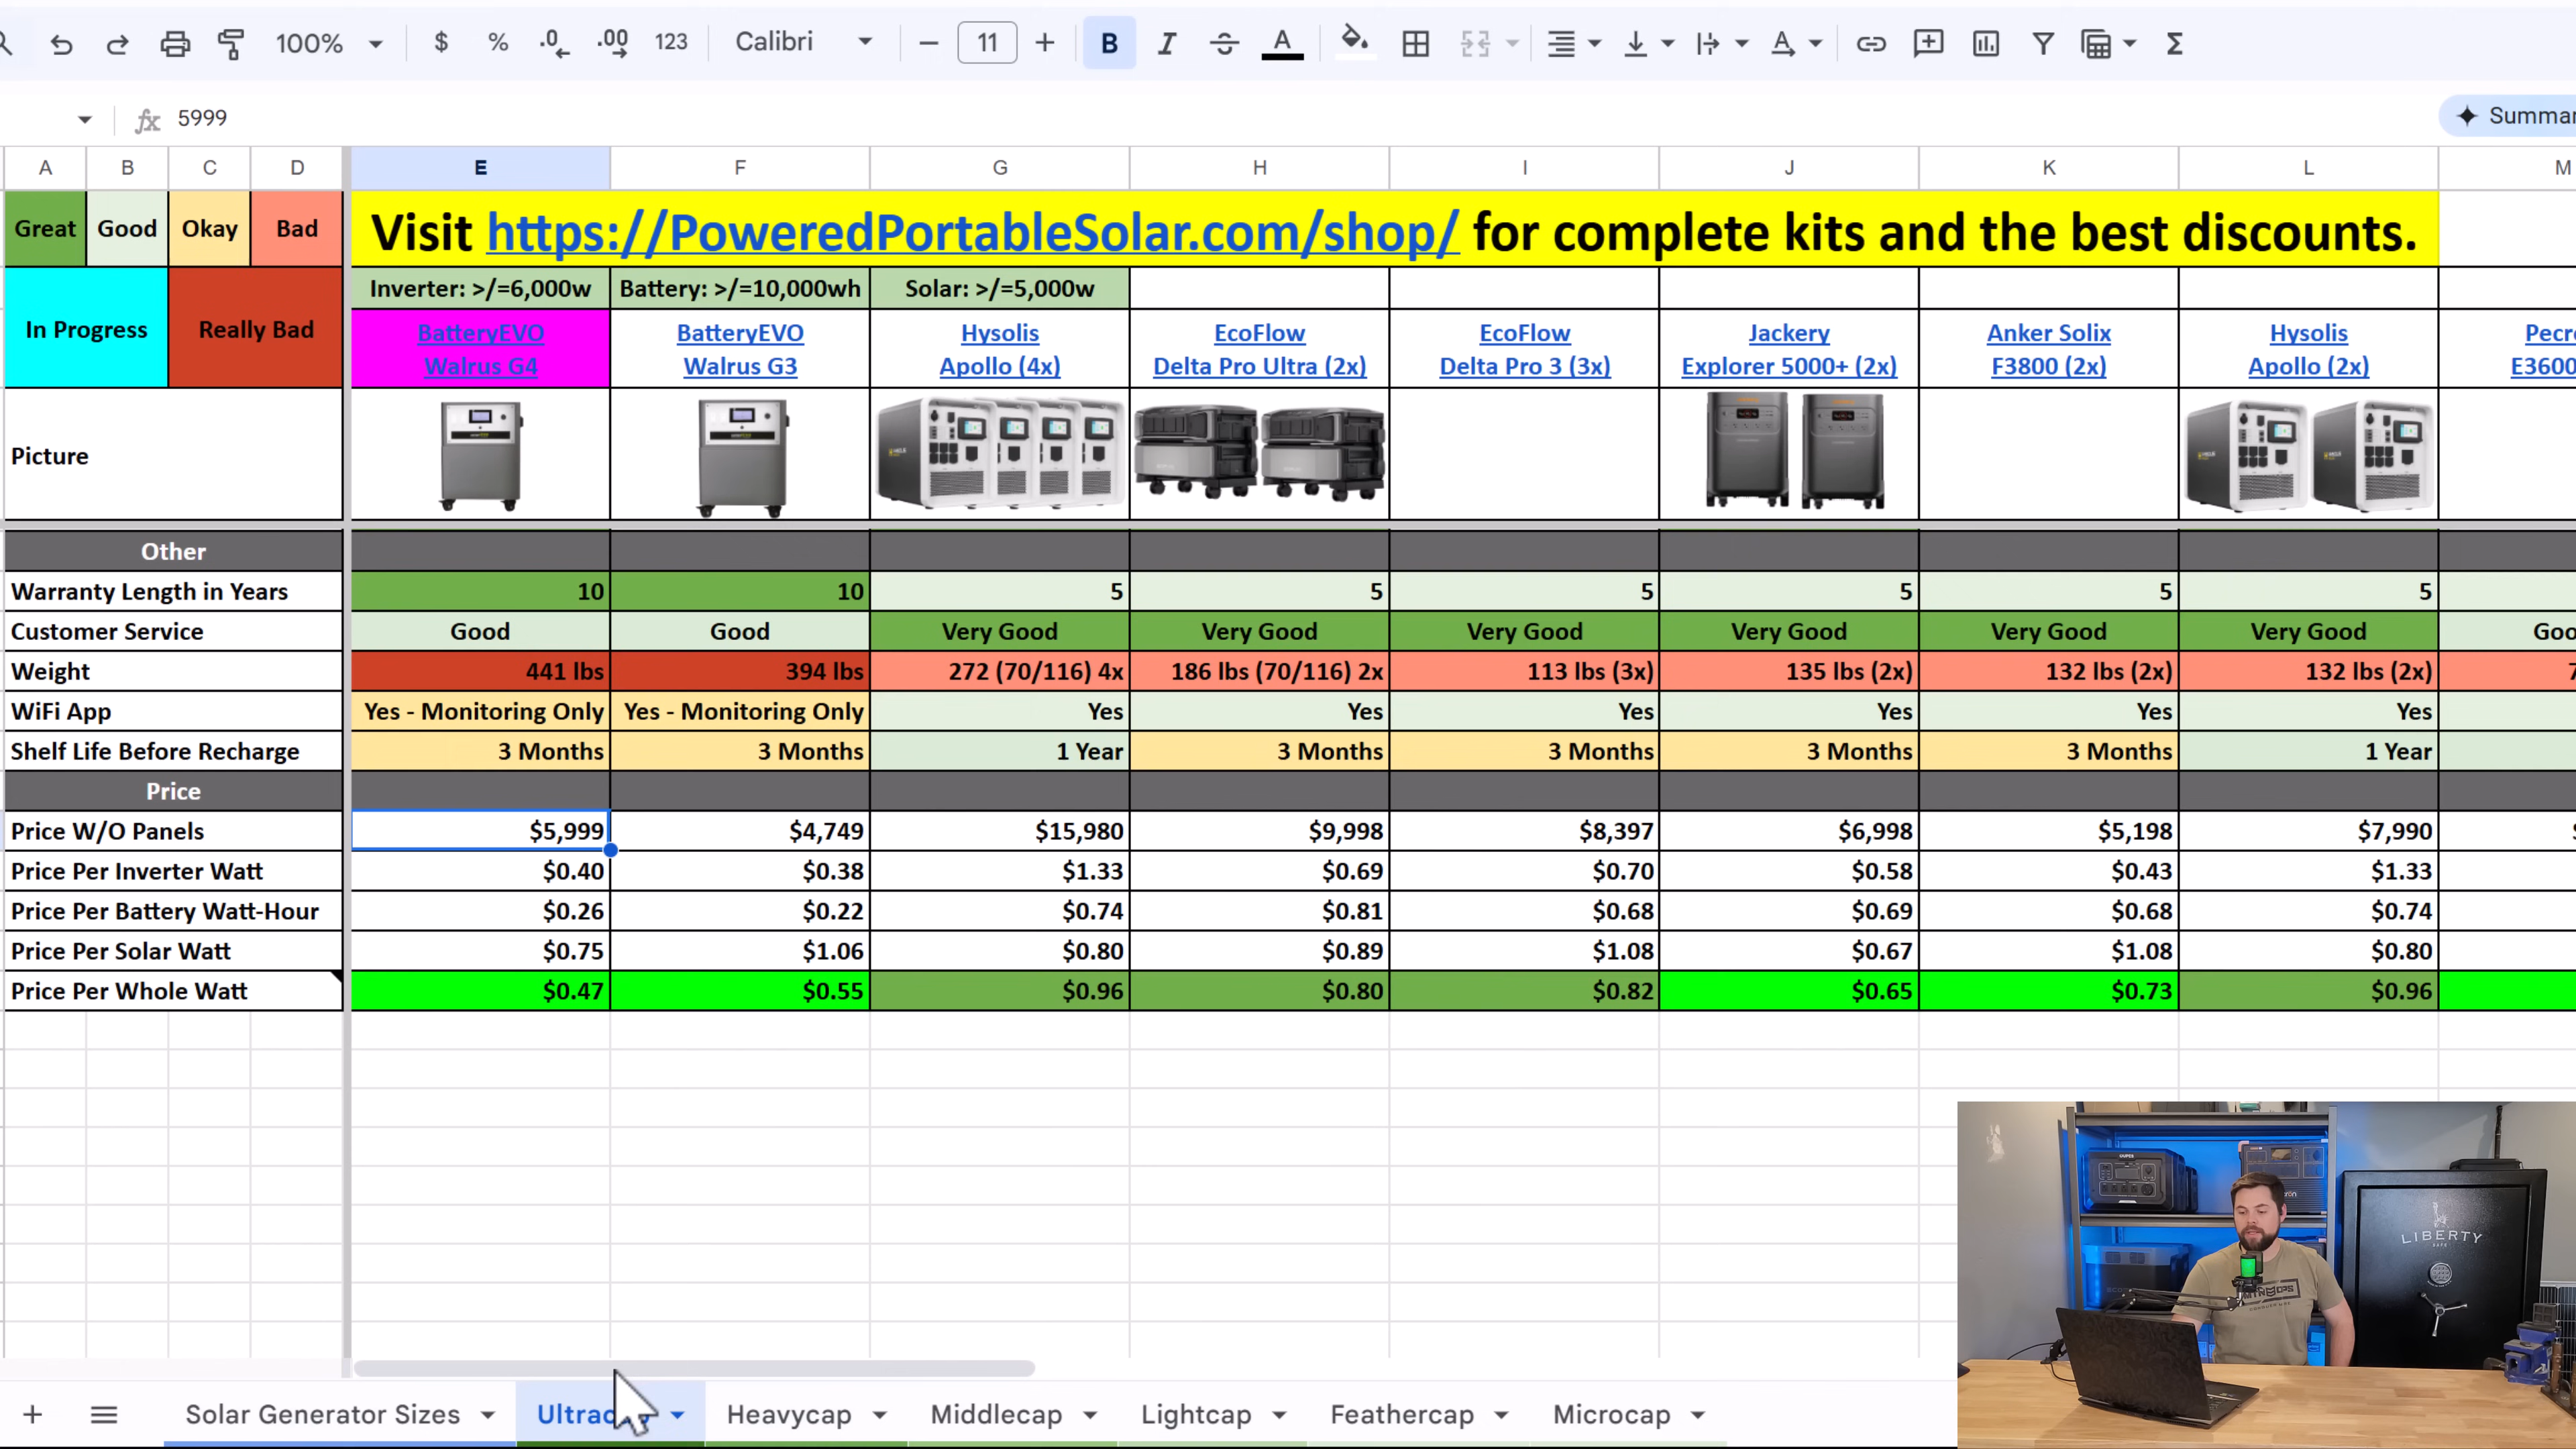 100% $ % .0 .00 123 Calibri 11 B I A
fx 5999
A B C D E F G H I J K L M
Great Good Okay Bad Visit https://PoweredPortableSolar.com/shop/ for complete kits and the best discounts.
Inverter: >/=6,000w Battery: >/=10,000wh Solar: >/=5,000w
In Progress Really Bad
BatteryEVO Walrus G4
BatteryEVO Walrus G3
Hysolis Apollo (4x)
EcoFlow Delta Pro Ultra (2x)
EcoFlow Delta Pro 3 (3x)
Jackery Explorer 5000+ (2x)
Anker Solix F3800 (2x)
Hysolis Apollo (2x)
Picture
Other
Warranty Length in Years 10 10 5 5 5 5 5 5
Customer Service Good Good Very Good Very Good Very Good Very Good Very Good Very Good
Weight 441 lbs 394 lbs 272 (70/116) 4x 186 lbs (70/116) 2x 113 lbs (3x) 135 lbs (2x) 132 lbs (2x) 132 lbs (2x)
WiFi App Yes - Monitoring Only Yes - Monitoring Only Yes Yes Yes Yes Yes Yes
Shelf Life Before Recharge 3 Months 3 Months 1 Year 3 Months 3 Months 3 Months 3 Months 1 Year
Price
Price W/O Panels $5,999 $4,749 $15,980 $9,998 $8,397 $6,998 $5,198 $7,990
Price Per Inverter Watt $0.40 $0.38 $1.33 $0.69 $0.70 $0.58 $0.43 $1.33
Price Per Battery Watt-Hour $0.26 $0.22 $0.74 $0.81 $0.68 $0.69 $0.68 $0.74
Price Per Solar Watt $0.75 $1.06 $0.80 $0.89 $1.08 $0.67 $1.08 $0.80
Price Per Whole Watt $0.47 $0.55 $0.96 $0.80 $0.82 $0.65 $0.73 $0.96
LIBERTY
Solar Generator Sizes Heavycap Middlecap Lightcap Feathercap Microcap